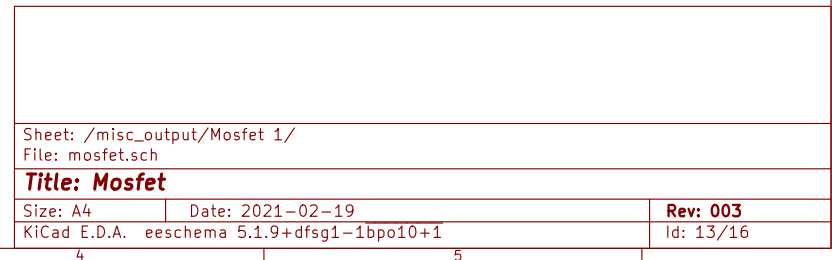 Sheet: /misc_output/Mosfet 1/
File: mosfet.sch
Title: Mosfet
Size: A4 Date: 2021-02-19 Rev: 003
KiCad E.D.A. eeschema 5.1.9+dfsg1-1bpo10+1 Id: 13/16
4 5